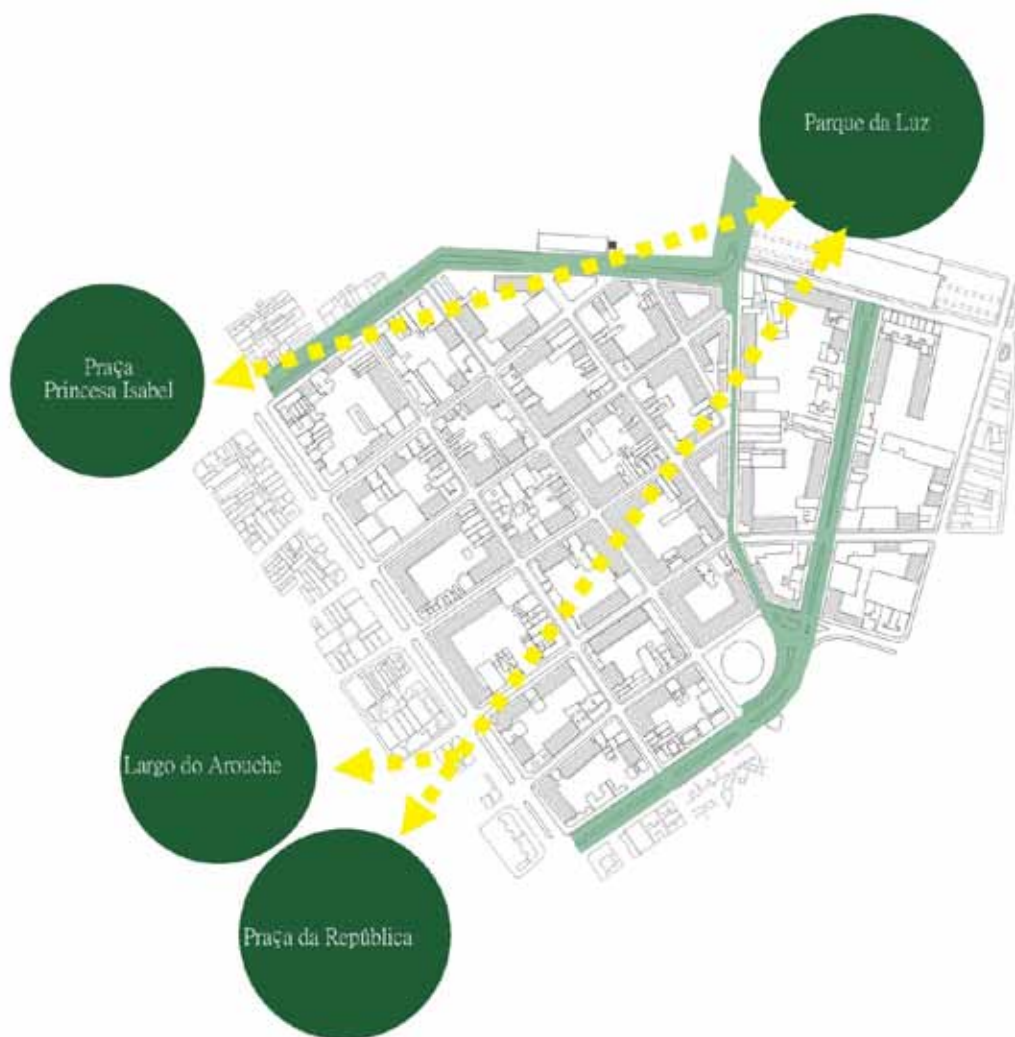 Parque da Luz
Praça
Princesa Isabel
Largo do Arouche
Praça da República